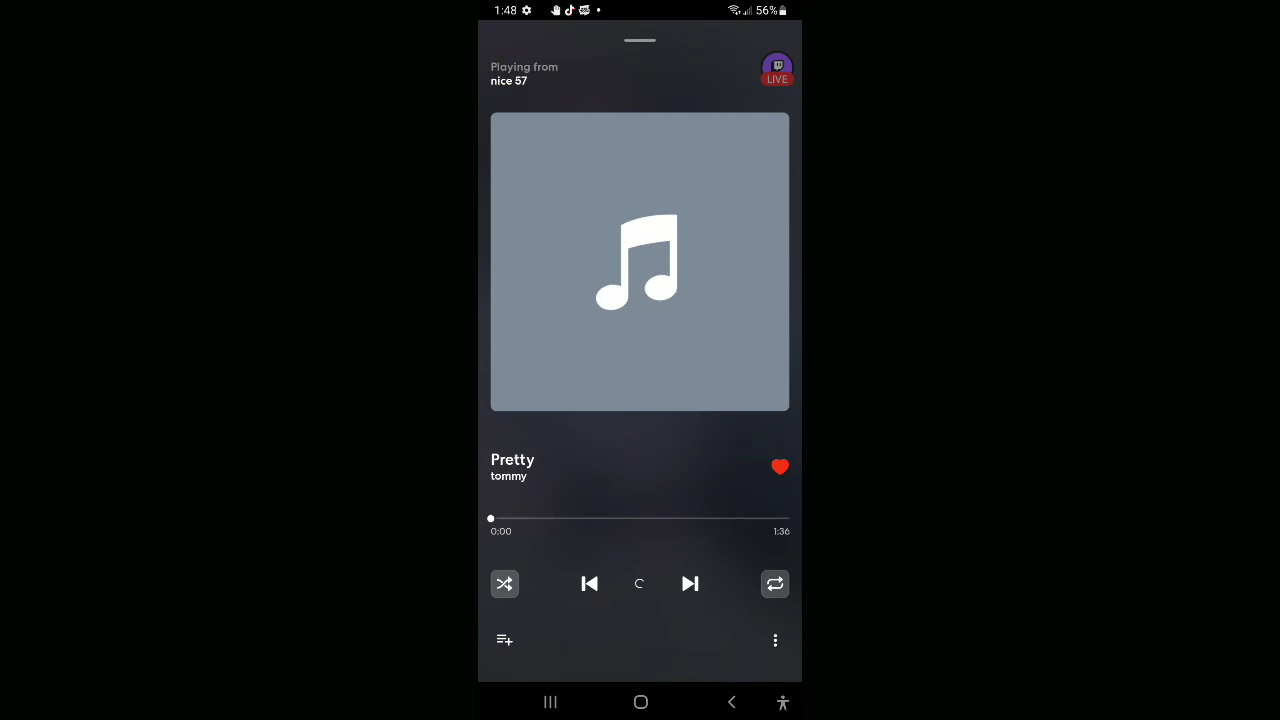 1:48
56%
Playing from
nice 57
LIVE
Pretty
tommy
0:00
1:36